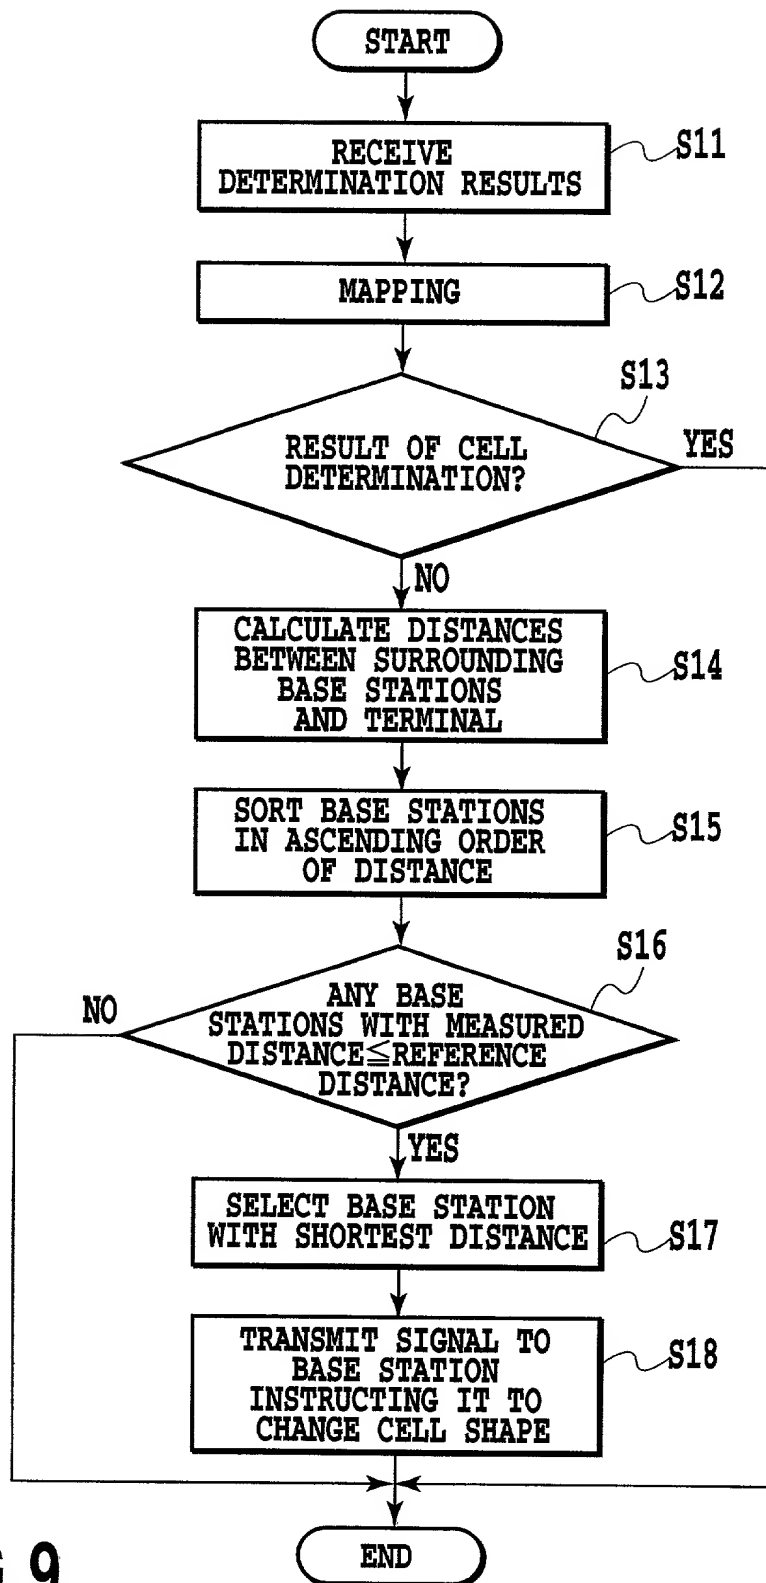 START
RECEIVE
DETERMINATION RESULTS
S11
MAPPING
S12
S13
RESULT OF CELL
DETERMINATION?
YES
NO
CALCULATE DISTANCES
BETWEEN SURROUNDING
BASE STATIONS
AND TERMINAL
S14
SORT BASE STATIONS
IN ASCENDING ORDER
OF DISTANCE
S15
S16
NO
ANY BASE
STATIONS WITH MEASURED
DISTANCE≦REFERENCE
DISTANCE?
YES
SELECT BASE STATION
WITH SHORTEST DISTANCE
S17
TRANSMIT SIGNAL TO
BASE STATION
INSTRUCTING IT TO
CHANGE CELL SHAPE
S18
END
9